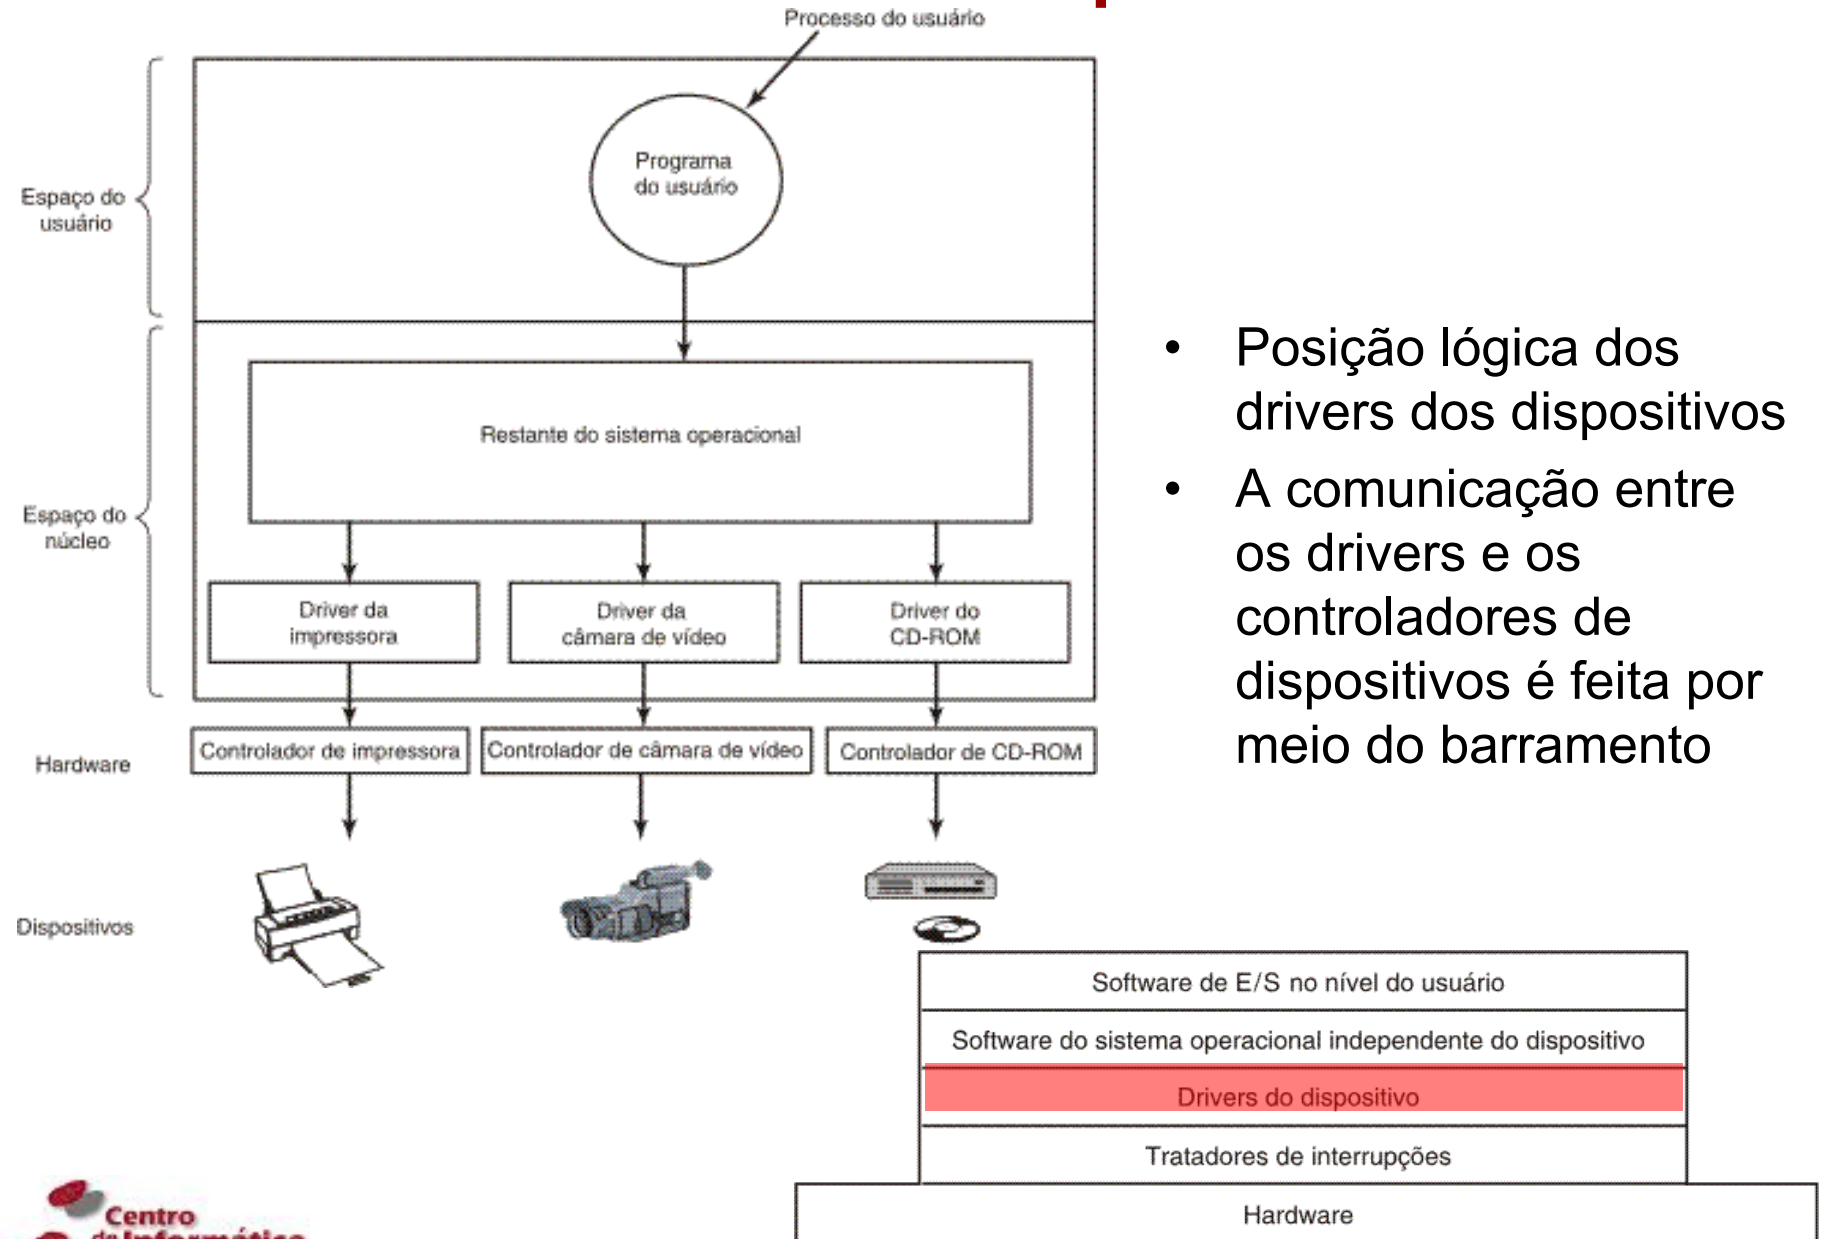 Processo do usuário
Programa
do usuário
Espaço do
usuário
Restante do sistema operacional
Espaço do
núcleo
Driver da
impressora
Driver da
câmara de vídeo
Driver do
CD-ROM
Hardware
Controlador de impressora
Controlador de câmara de vídeo
Controlador de CD-ROM
Dispositivos
• Posição lógica dos
drivers dos dispositivos
• A comunicação entre
os drivers e os
controladores de
dispositivos é feita por
meio do barramento
Software de E/S no nível do usuário
Software do sistema operacional independente do dispositivo
Drivers do dispositivo
Tratadores de interrupções
Hardware
Centro
de Informática